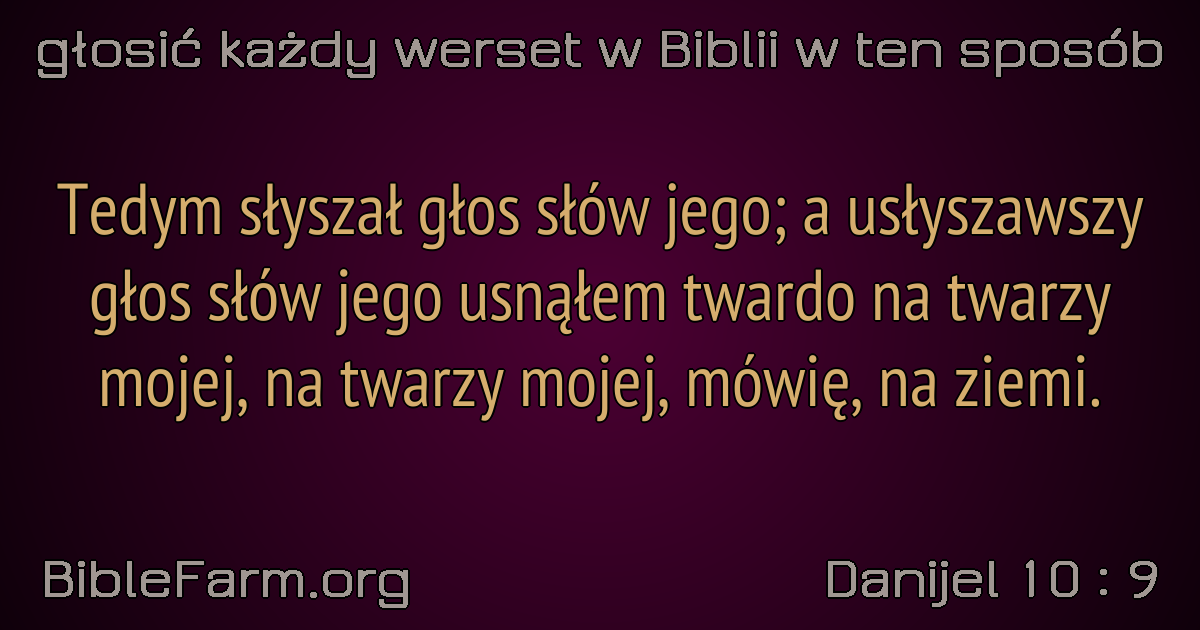 głosić każdy werset w Biblii w ten sposób
Tedym słyszał głos słów jego; a usłyszawszy
głos słów jego usnąłem twardo na twarzy
mojej, na twarzy mojej, mówię, na ziemi.
BibleFarm.org
Danijel 10 : 9